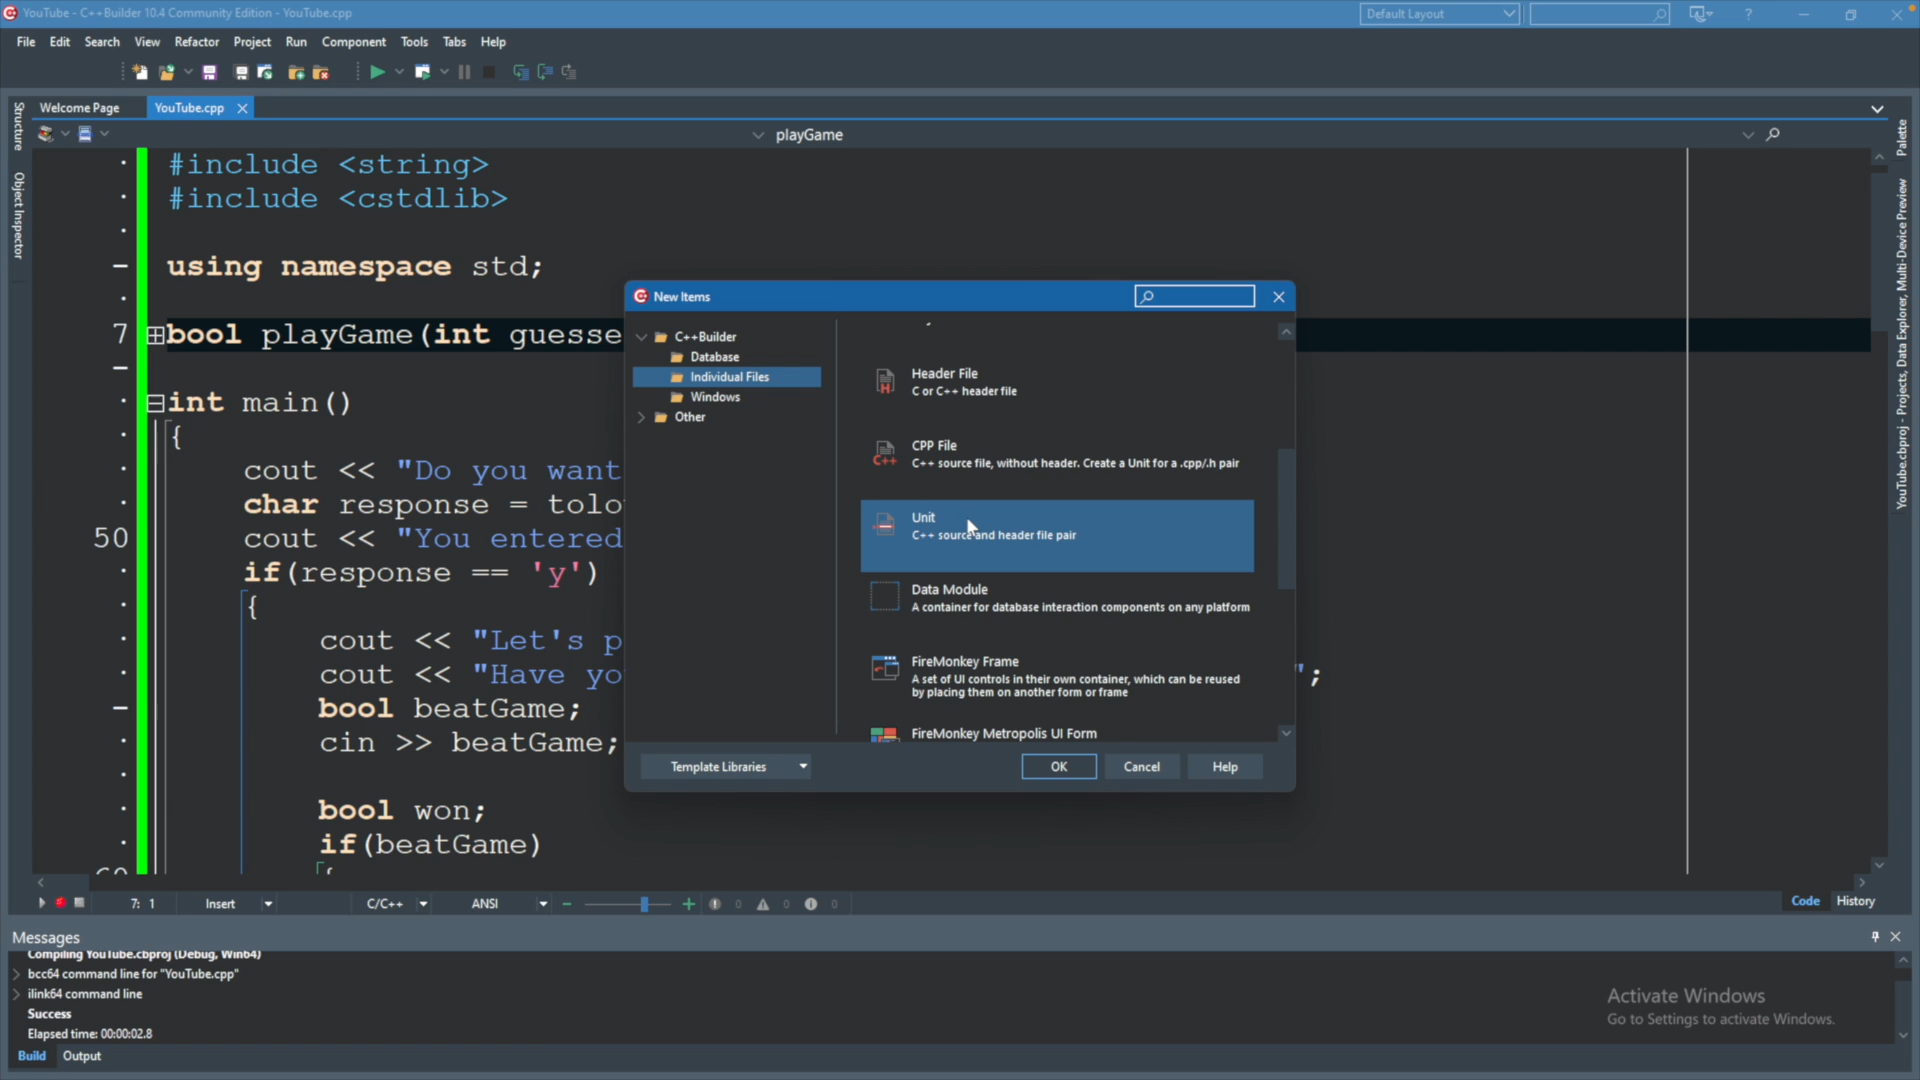 YouTube - C++Builder 10.4 Community Edition - YouTube.cpp
Default Layout
?
File Edit Search View Refactor Project Run Component Tools Tabs Help
Welcome Page YouTube.cpp
playGame
Structure
Object Inspector
Palette
YouTube.cbproj - Projects, Data Explorer, Multi-Device Preview
#include <string>
#include <cstdlib>
using namespace std;
7 bool playGame(int guesse
int main()
{
cout << "Do you want
char response = tolo
50 cout << "You entered
if(response == 'y')
{
cout << "Let's p
cout << "Have yo ";
bool beatGame;
cin >> beatGame;
bool won;
if(beatGame)
New Items
C++Builder
Database
Individual Files
Windows
Other
Header File
C or C++ header file
CPP File
C++ source file, without header. Create a Unit for a .cpp/.h pair
Unit
C++ source and header file pair
Data Module
A container for database interaction components on any platform
FireMonkey Frame
A set of UI controls in their own container, which can be reused
by placing them on another form or frame
FireMonkey Metropolis UI Form
Template Libraries OK Cancel Help
7: 1 Insert C/C++ ANSI 0 0 0
Code History
Messages
Compiling YouTube.cbproj (Debug, Win64)
bcc64 command line for "YouTube.cpp"
ilink64 command line
Success
Elapsed time: 00:00:02.8
Build Output
Activate Windows
Go to Settings to activate Windows.